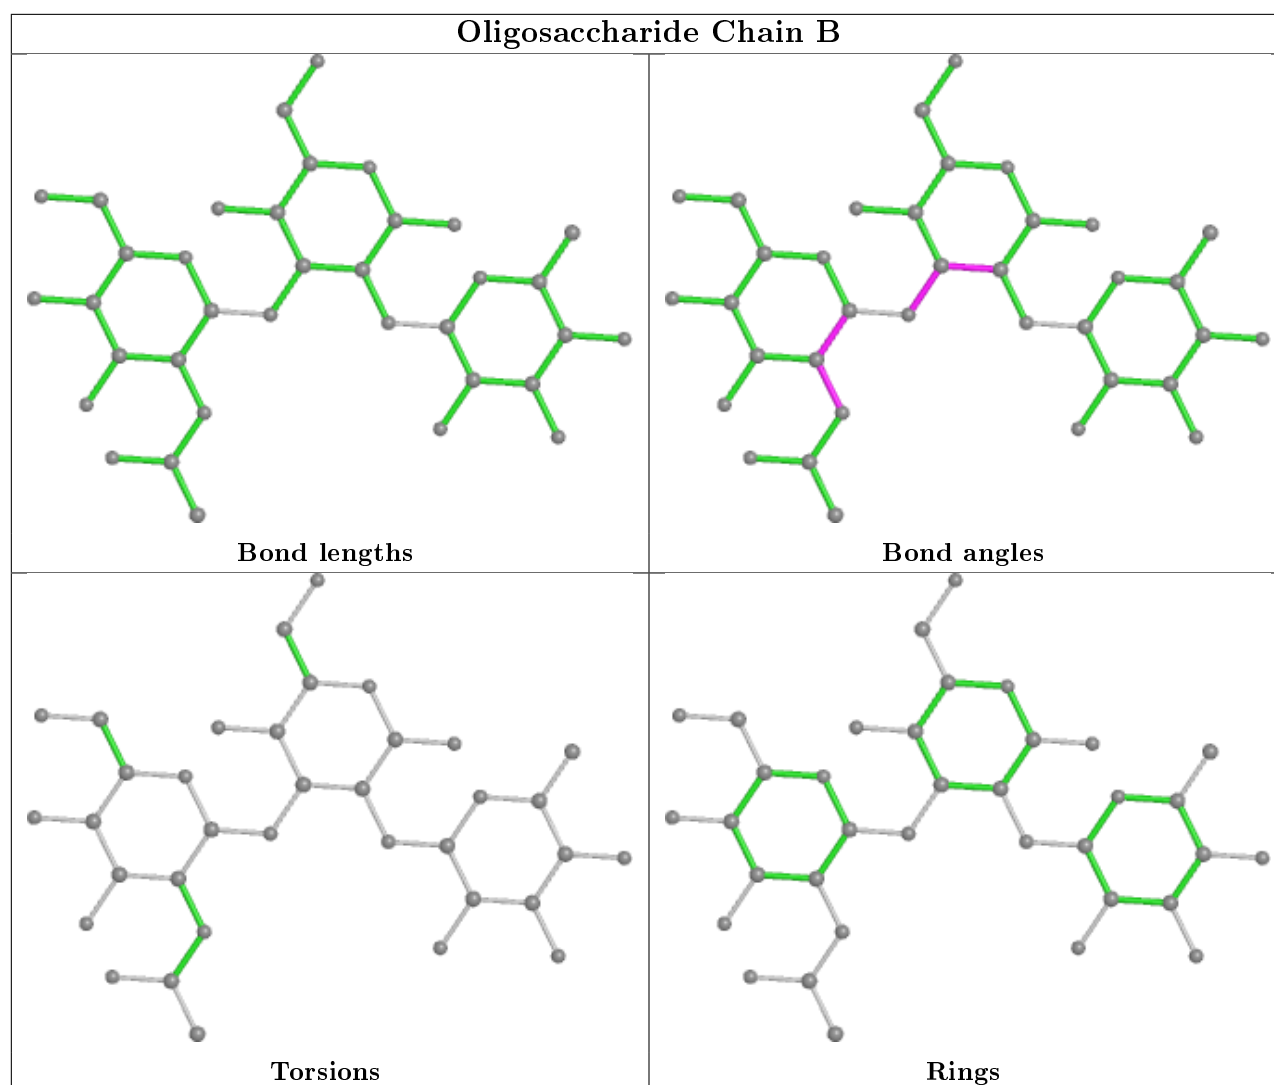 Oligosaccharide Chain B
Bond lengths
Bond angles
Torsions
Rings